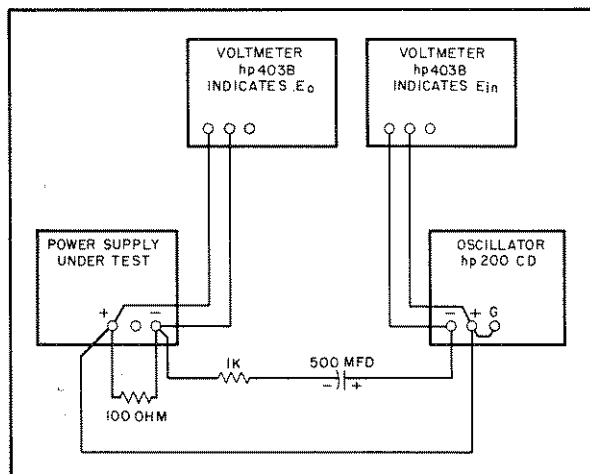 VOLTMETER
hp403B
INDICATES Eo
VOLTMETER
hp403B
INDICATES Ein
POWER SUPPLY
UNDER TEST
+ -
OSCILLATOR
hp 200 CD
- + G
1K
500 MFD
- +
100 OHM